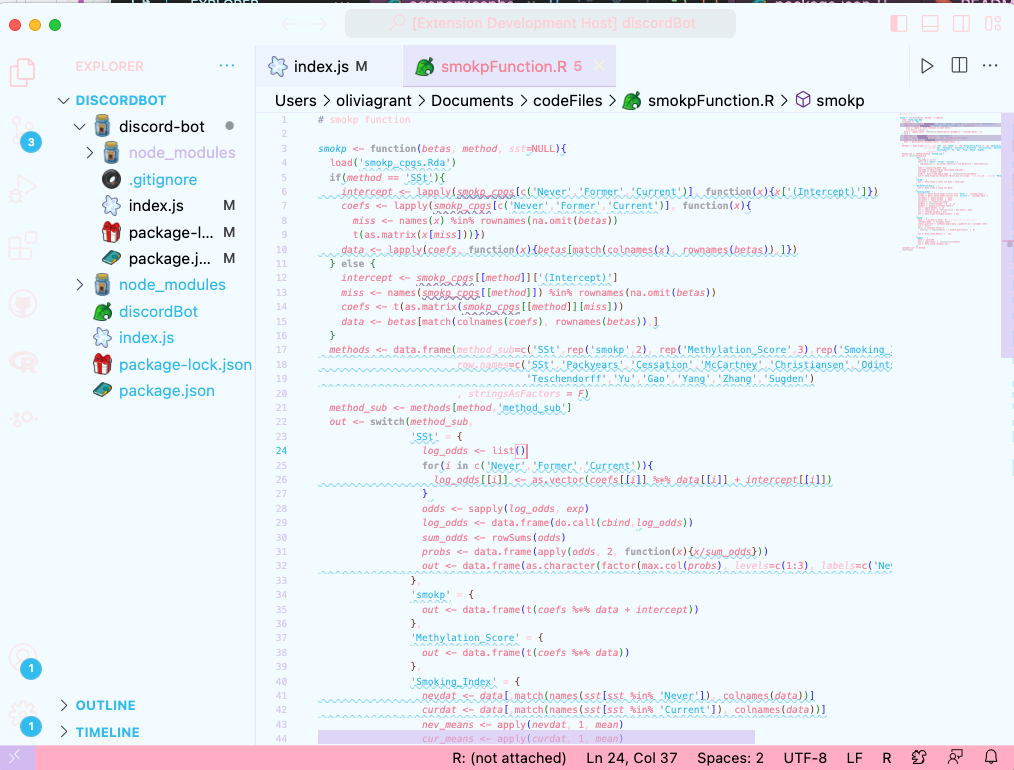 [Extension Development Host] discordBot
EXPLORER
···
index.js M
smokpFunction.R 5
Users > oliviagrant > Documents > codeFiles > smokpFunction.R > smokp
DISCORDBOT
discord-bot
node_modules
.gitignore
index.js M
package-l... M
package.j... M
node_modules
discordBot
index.js
package-lock.json
package.json
OUTLINE
TIMELINE
3
1
1
1 # smokp function
2
3 smokp <- function(betas, method, sst=NULL){
4 load('smokp_cpgs.Rda')
5 if(method == 'SSt'){
6 intercept <- lapply(smokp_cpgs[c('Never','Former','Current')], function(x){x['(Intercept)']})
7 coefs <- lapply(smokp_cpgs[c('Never','Former','Current')], function(x){
8 miss <- names(x) %in% rownames(na.omit(betas))
9 t(as.matrix(x[miss]))})
10 data <- lapply(coefs, function(x){betas[match(colnames(x), rownames(betas)),]})
11 } else {
12 intercept <- smokp_cpgs[[method]]['(Intercept)']
13 miss <- names(smokp_cpgs[[method]]) %in% rownames(na.omit(betas))
14 coefs <- t(as.matrix(smokp_cpgs[[method]][miss]))
15 data <- betas[match(colnames(coefs), rownames(betas)),]
16 }
17 methods <- data.frame(method_sub=c('SSt',rep('smokp',2), rep('Methylation_Score',3),rep('Smoking_
18 row.names=c('SSt','Packyears','Cessation','McCartney','Christiansen','Odint
19 'Teschendorff','Yu','Gao','Yang','Zhang','Sugden')
20 , stringsAsFactors = F)
21 method_sub <- methods[method,'method_sub']
22 out <- switch(method_sub,
23 'SSt' = {
24 log_odds <- list()
25 for(i in c('Never','Former','Current')){
26 log_odds[[i]] <- as.vector(coefs[[i]] %*% data[[i]] + intercept[[i]])
27 }
28 odds <- sapply(log_odds, exp)
29 log_odds <- data.frame(do.call(cbind,log_odds))
30 sum_odds <- rowSums(odds)
31 probs <- data.frame(apply(odds, 2, function(x){x/sum_odds}))
32 out <- data.frame(as.character(factor(max.col(probs), levels=c(1:3), labels=c('Nev
33 },
34 'smokp' = {
35 out <- data.frame(t(coefs %*% data + intercept))
36 },
37 'Methylation_Score' = {
38 out <- data.frame(t(coefs %*% data))
39 },
40 'Smoking_Index' = {
41 nevdat <- data[,match(names(sst[sst %in% 'Never']), colnames(data))]
42 curdat <- data[,match(names(sst[sst %in% 'Current']), colnames(data))]
43 nev_means <- apply(nevdat, 1, mean)
44 cur_means <- apply(curdat, 1, mean)
R: (not attached) Ln 24, Col 37 Spaces: 2 UTF-8 LF R